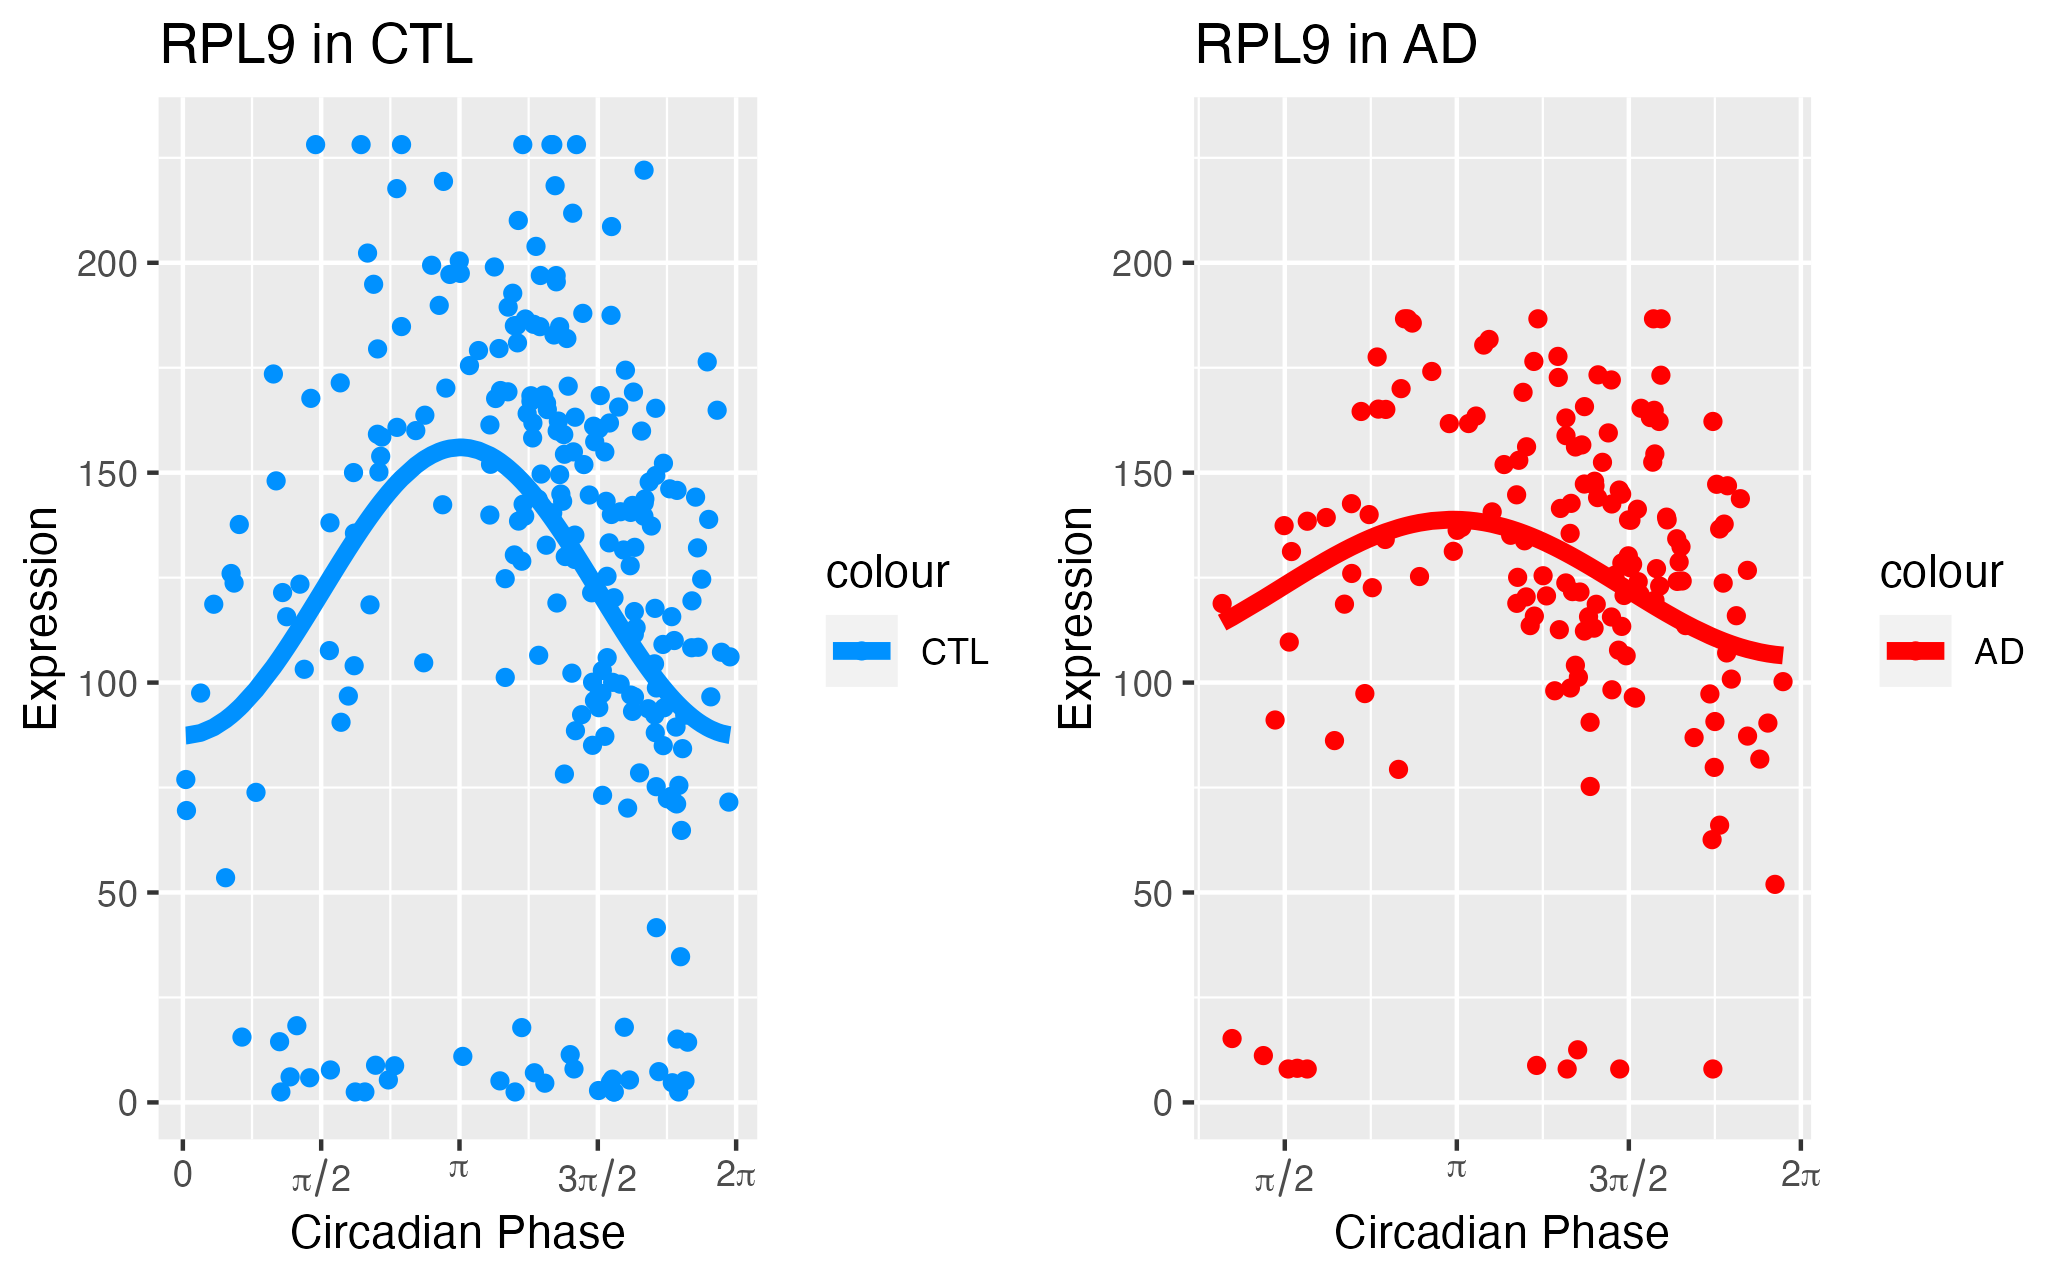 RPL9 in CTL
Expression
200
150
100
50
0
0 π/2 π 3π/2 2π
Circadian Phase
colour
CTL
RPL9 in AD
Expression
200
150
100
50
0
π/2 π 3π/2 2π
Circadian Phase
colour
AD